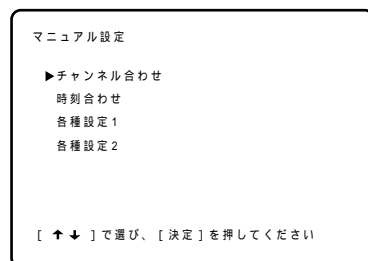 マニュアル設定
▶チャンネル合わせ
時刻合わせ
各種設定1
各種設定2
[ ↑↓ ]で選び、[決定]を押してください